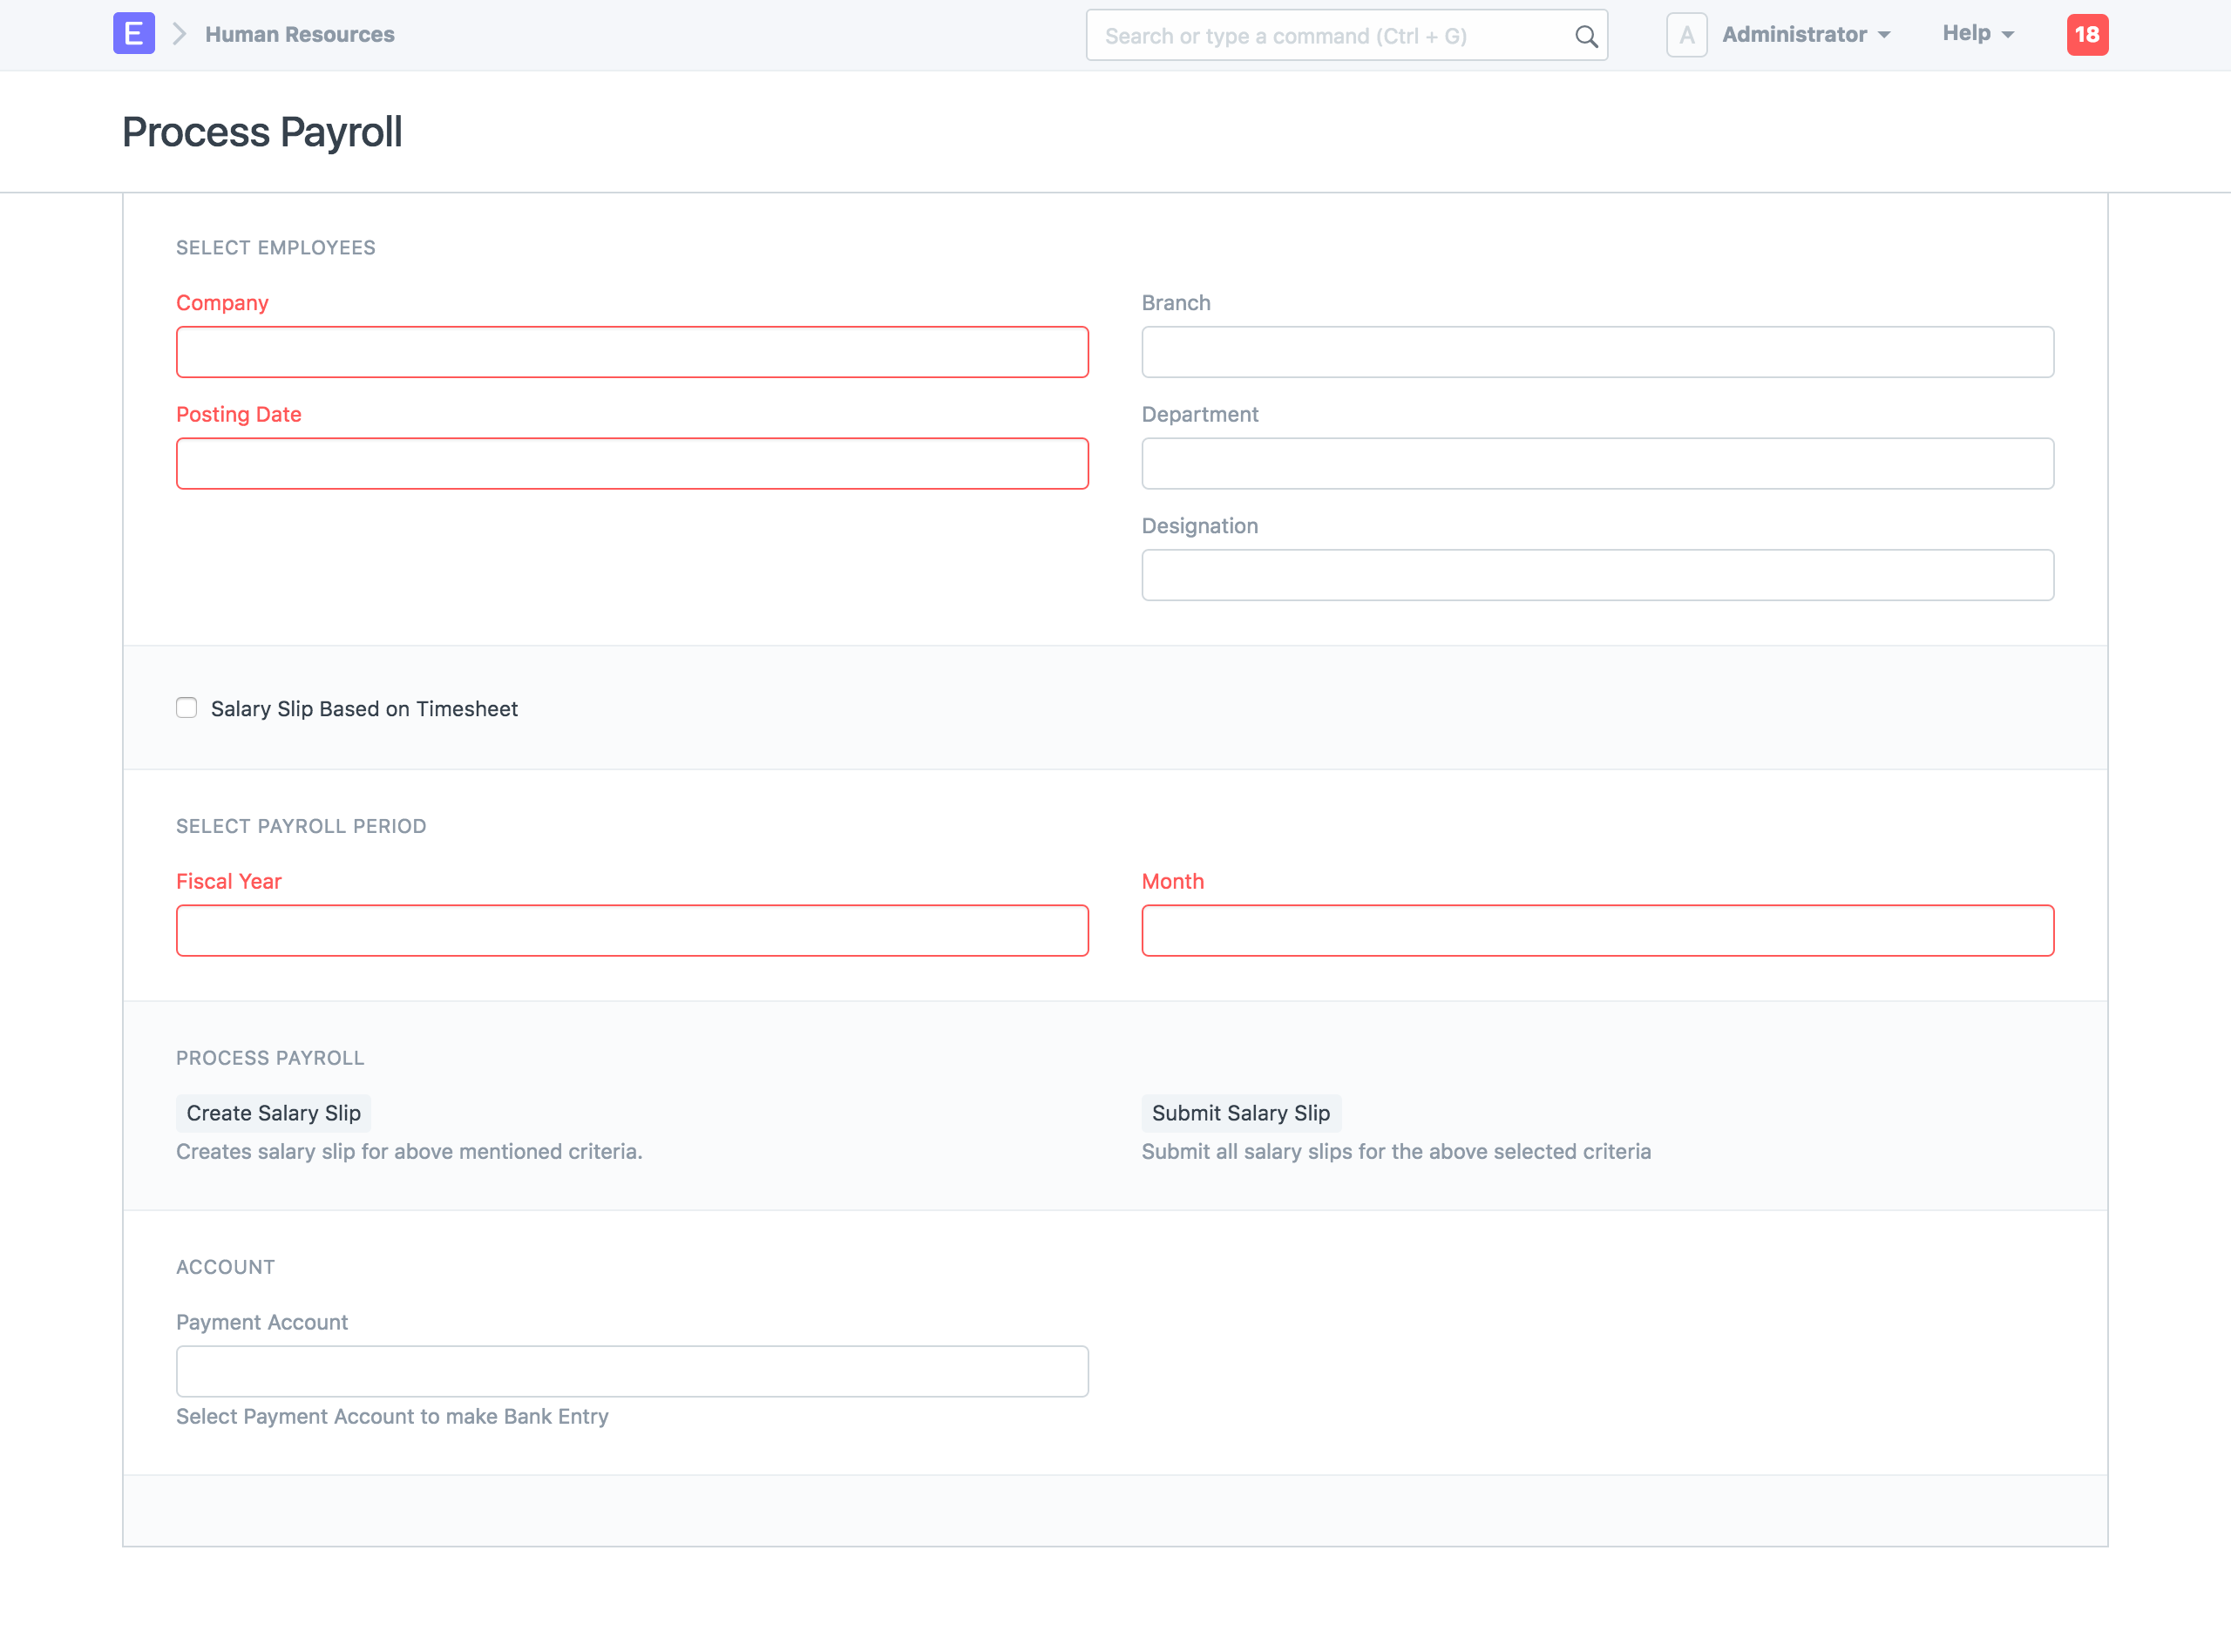 E Human Resources Search or type a command (Ctrl + G) A Administrator Help 18
Process Payroll
SELECT EMPLOYEES
Company Branch
Posting Date Department
Designation
Salary Slip Based on Timesheet
SELECT PAYROLL PERIOD
Fiscal Year Month
PROCESS PAYROLL
Create Salary Slip Submit Salary Slip
Creates salary slip for above mentioned criteria. Submit all salary slips for the above selected criteria
ACCOUNT
Payment Account
Select Payment Account to make Bank Entry